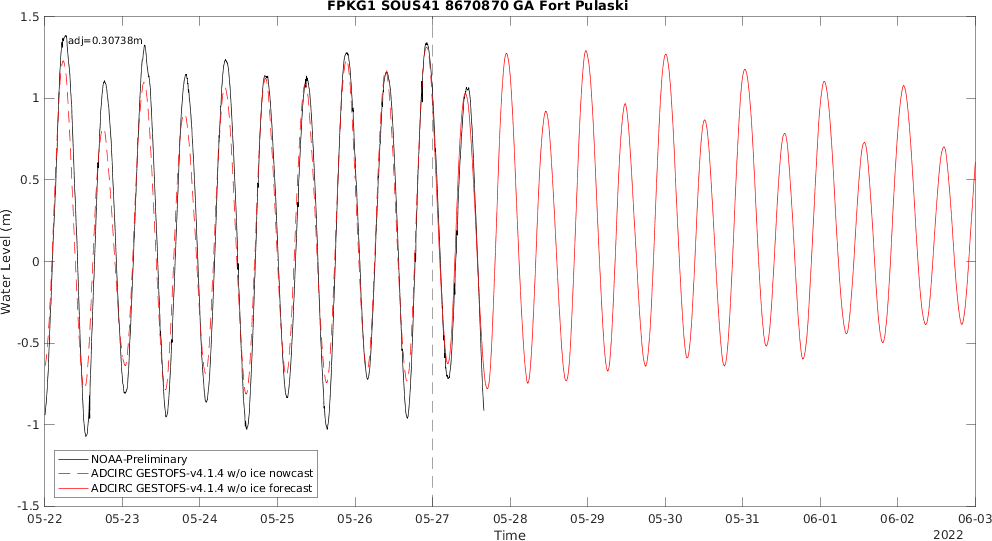 FPKG1 SOUS41 8670870 GA Fort Pulaski
adj=0.30738m
1.5
1
0.5
0
-0.5
-1
-1.5
Water Level (m)
NOAA-Preliminary
ADCIRC GESTOFS-v4.1.4 w/o ice nowcast
ADCIRC GESTOFS-v4.1.4 w/o ice forecast
05-22 05-23 05-24 05-25 05-26 05-27 05-28 05-29 05-30 05-31 06-01 06-02 06-03
Time
2022